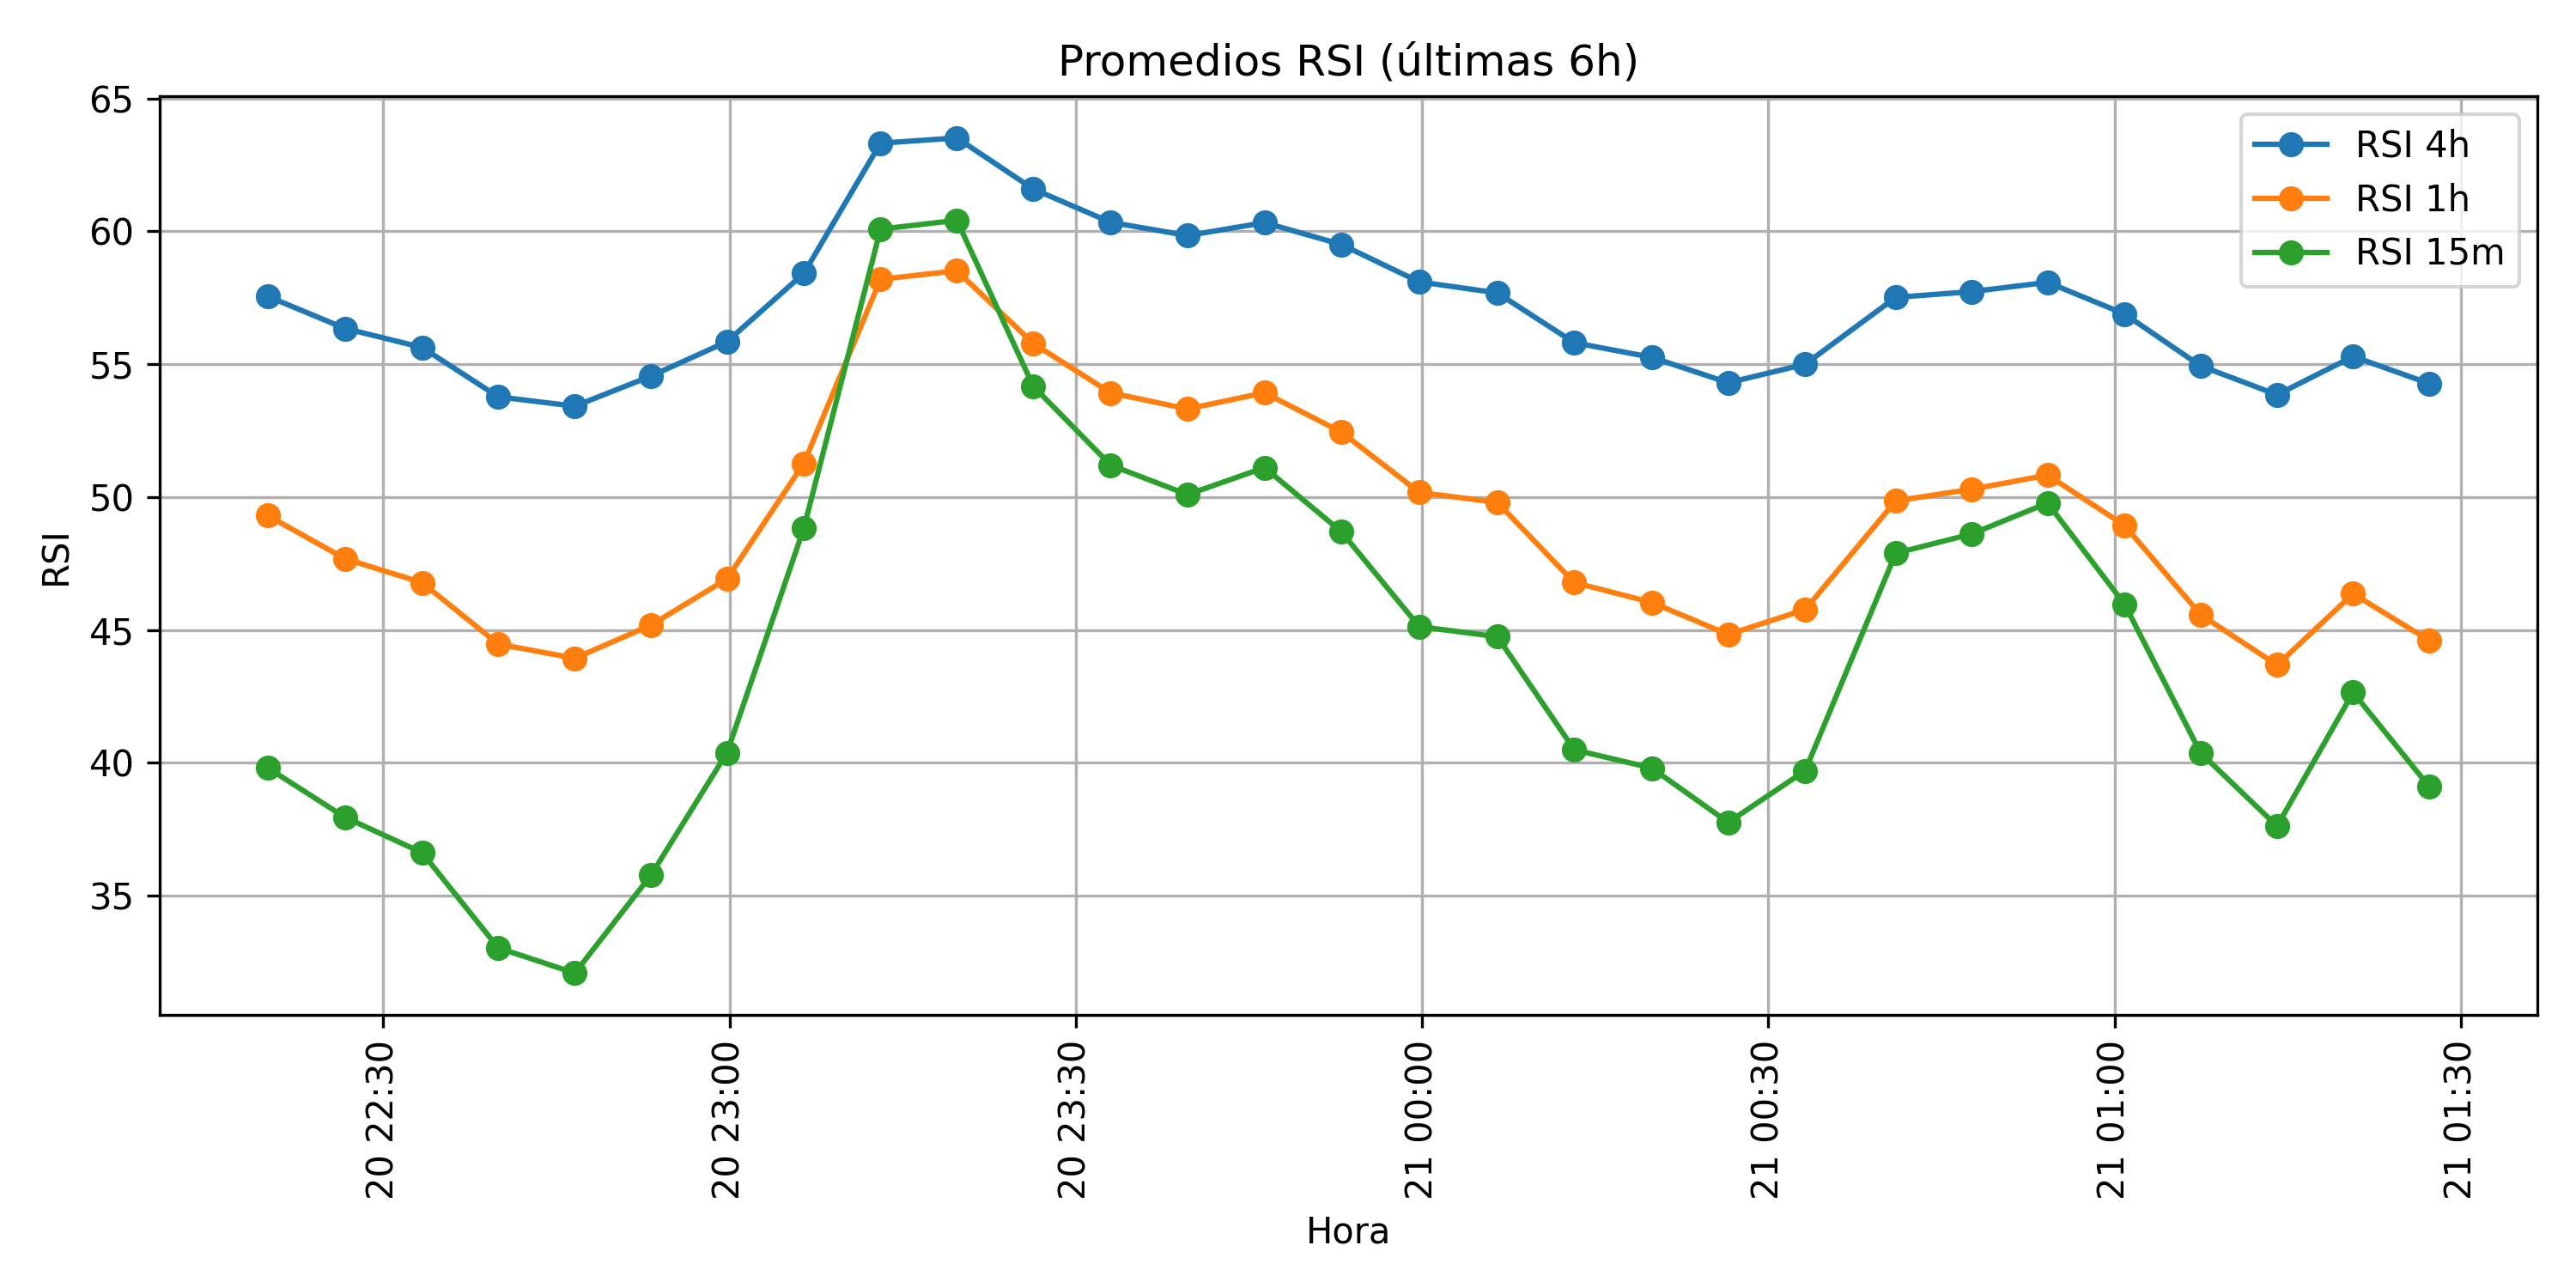 Promedios RSI (últimas 6h)
RSI 4h
RSI 1h
RSI 15m
RSI
65
60
55
50
45
40
35
20 22:30
20 23:00
20 23:30
21 00:00
21 00:30
21 01:00
21 01:30
Hora